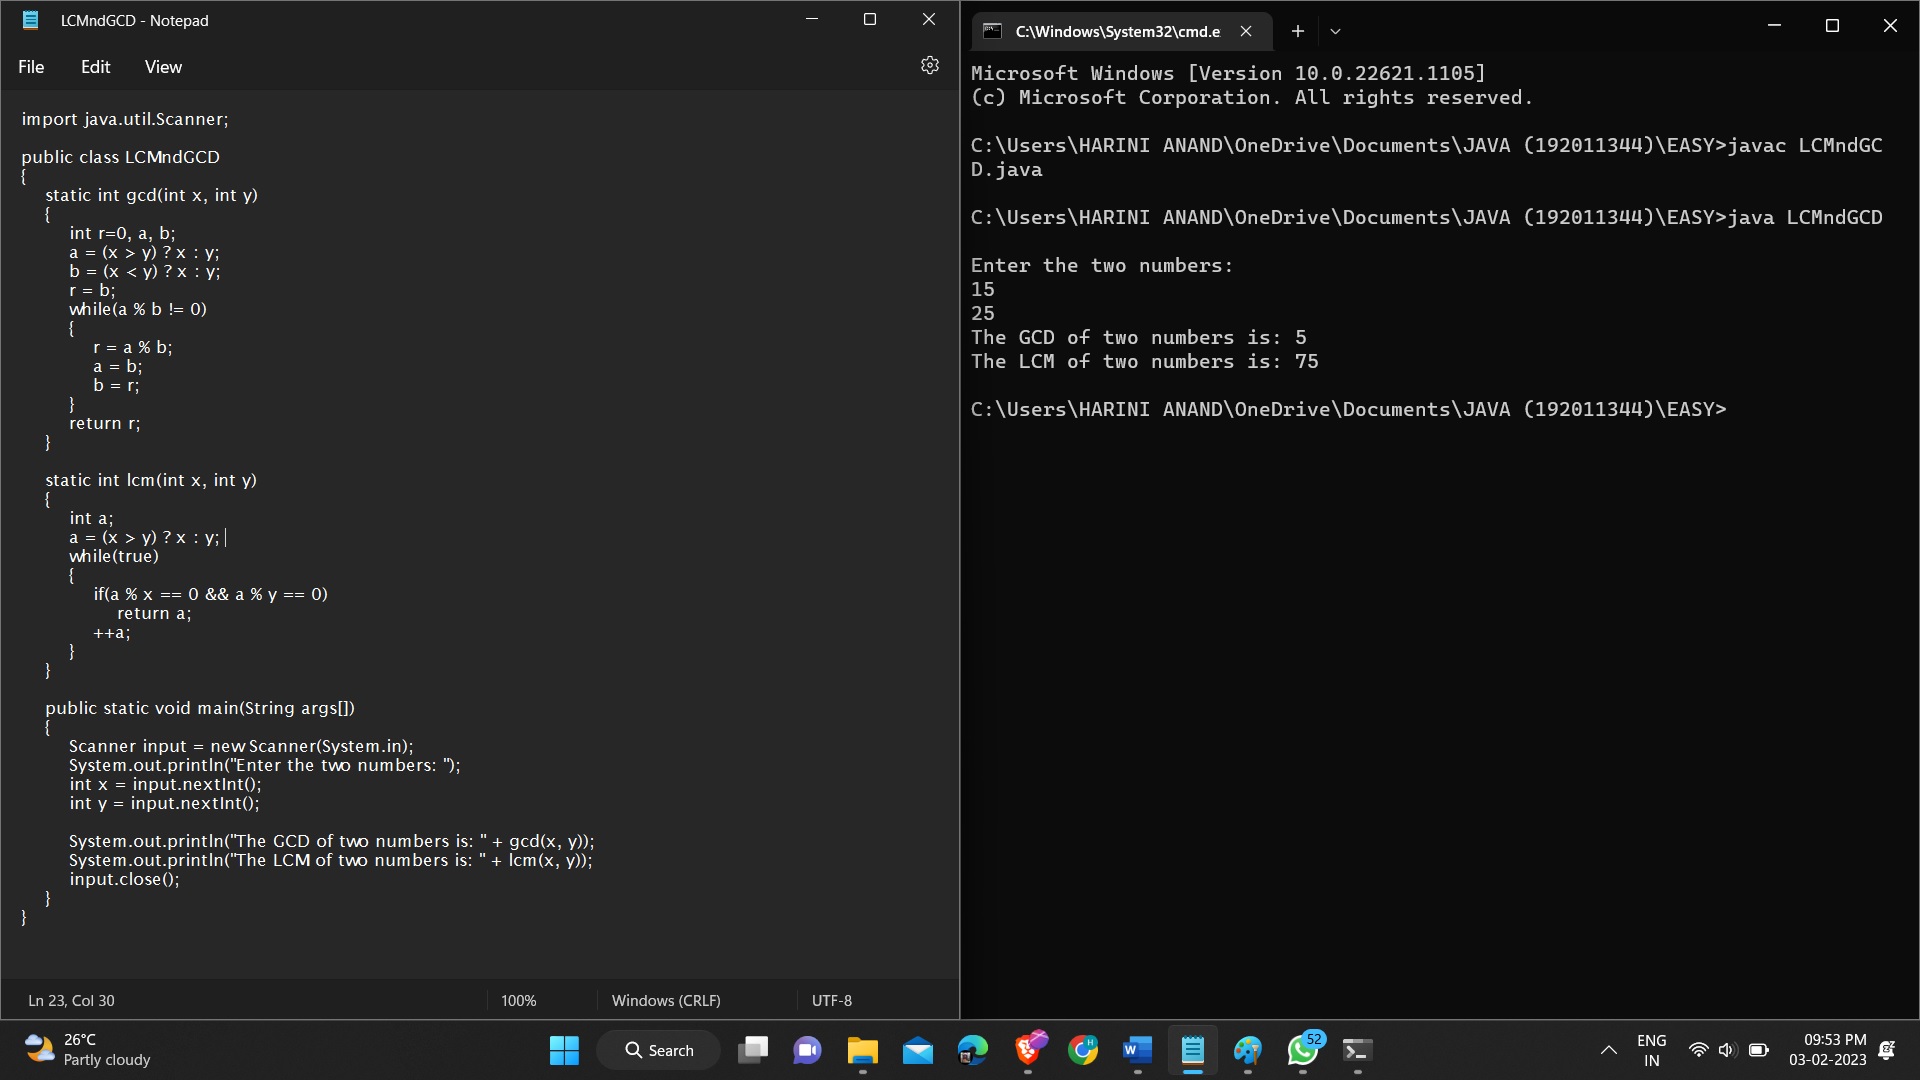 LCMndGCD - Notepad
File Edit View
import java.util.Scanner;
public class LCMndGCD
{
static int gcd(int x, int y)
{
int r=0, a, b;
a = (x > y) ? x : y;
b = (x < y) ? x : y;
r = b;
while(a % b != 0)
{
r = a % b;
a = b;
b = r;
}
return r;
}
static int lcm(int x, int y)
{
int a;
a = (x > y) ? x : y;
while(true)
{
if(a % x == 0 && a % y == 0)
return a;
++a;
}
}
public static void main(String args[])
{
Scanner input = new Scanner(System.in);
System.out.println("Enter the two numbers: ");
int x = input.nextInt();
int y = input.nextInt();
System.out.println("The GCD of two numbers is: " + gcd(x, y));
System.out.println("The LCM of two numbers is: " + lcm(x, y));
input.close();
}
}
Ln 23, Col 30 100% Windows (CRLF) UTF-8
C:\Windows\System32\cmd.e
Microsoft Windows [Version 10.0.22621.1105]
(c) Microsoft Corporation. All rights reserved.
C:\Users\HARINI ANAND\OneDrive\Documents\JAVA (192011344)\EASY>javac LCMndGC
D.java
C:\Users\HARINI ANAND\OneDrive\Documents\JAVA (192011344)\EASY>java LCMndGCD
Enter the two numbers:
15
25
The GCD of two numbers is: 5
The LCM of two numbers is: 75
C:\Users\HARINI ANAND\OneDrive\Documents\JAVA (192011344)\EASY>
26°C
Partly cloudy
Search
52
ENG
IN
09:53 PM
03-02-2023